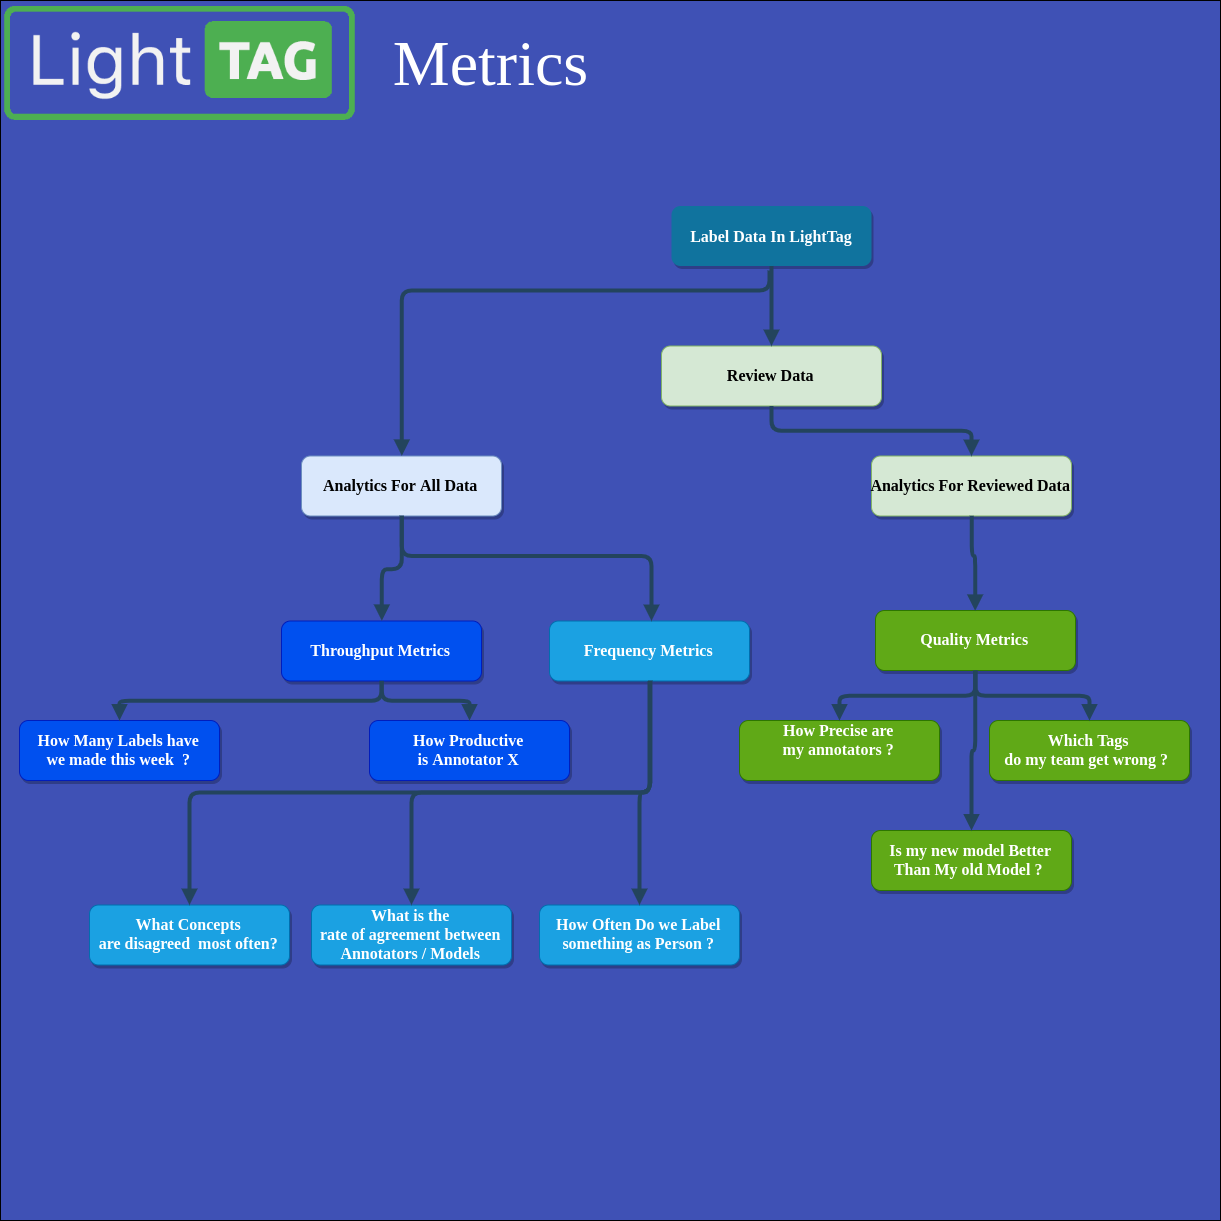 Light TAG
Metrics
Label Data In LightTag
Review Data
Analytics For All Data
Analytics For Reviewed Data
Throughput Metrics
Frequency Metrics
Quality Metrics
How Many Labels have
we made this week  ?
How Productive
is Annotator X
How Precise are
my annotators ?
Which Tags
do my team get wrong ?
Is my new model Better
Than My old Model ?
What Concepts
are disagreed  most often?
What is the
rate of agreement between
Annotators / Models
How Often Do we Label
something as Person ?